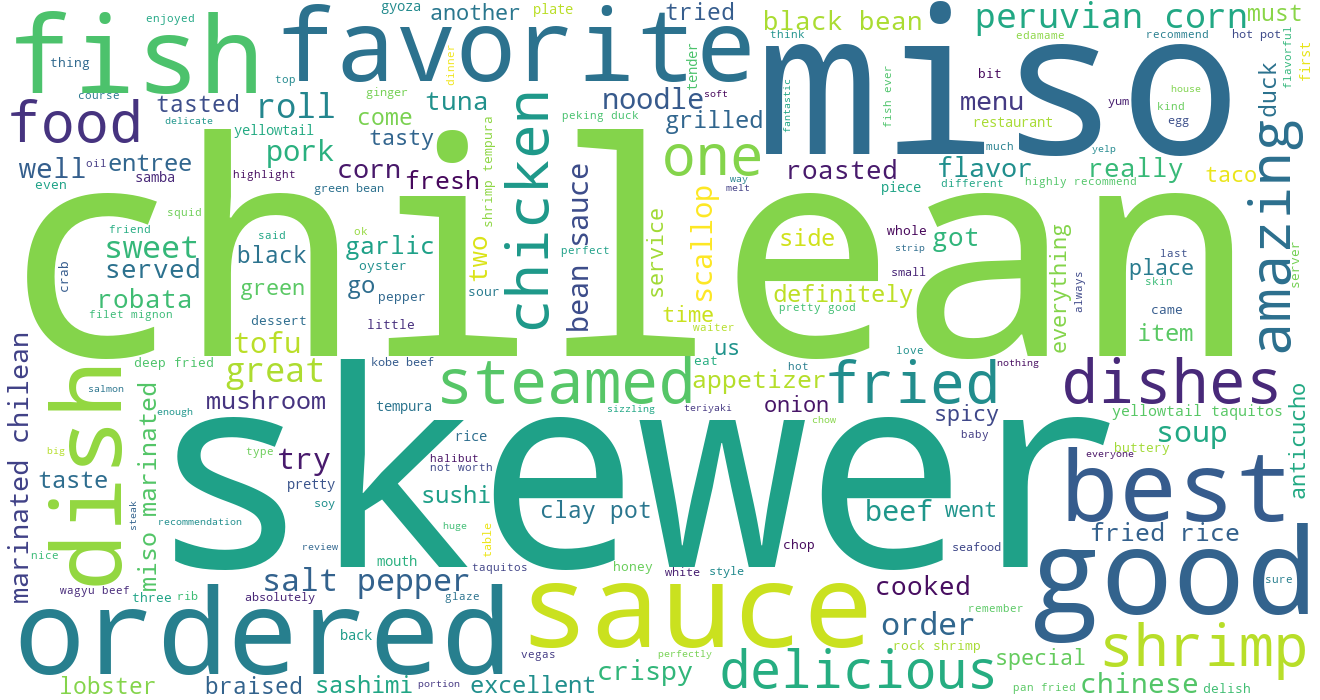 chilean
skewer
miso
favorite
fish
good
ordered
sauce
dish
best
food
delicious
dishes
shrimp
steamed
fried
amazing
chicken
one
enjoyed
gyoza
another
plate
tried
black bean
think
peruvian corn
must
edamame
recommend
hot pot
first
flavorful
thing
course
tasted
delicate
roll
top
ginger
dinner
tuna
come
tasty
noodle
tender
soft
grilled
peking duck
fantastic
fish ever
menu
bit
yum
restaurant
house
kind
egg
duck
yellowtail
pork
well
oil
entree
samba
even
highlight
corn
fresh
green bean
shrimp tempura
roasted
much
yelp
flavor
different
really
highly recommend
taco
way
melt
piece
squid
friend
said
sweet
served
black
ok
garlic
oyster
two
bean sauce
perfect
service
scallop
side
whole
strip
small
got
everything
always
place
last
skin
came
server
crab
robata
filet mignon
green
go
pepper
sour
dessert
little
time
definitely
pretty good
waiter
item
marinated chilean
deep fried
tofu
great
kobe beef
us
eat
hot
love
nothing
appetizer
salmon
miso marinated
mushroom
tempura
sizzling
teriyaki
onion
chow
spicy
baby
yellowtail taquitos
soup
anticucho
enough
big
type
try
rice
halibut
not worth
buttery
everyone
taste
pretty
soy
sushi
clay pot
beef
went
steak
recommendation
huge
table
fried rice
nice
review
mouth
taquitos
chop
seafood
sure
wagyu beef
three
rib
absolutely
salt pepper
glaze
honey
white
style
cooked
remember
order
back
vegas
perfectly
rock shrimp
special
lobster
braised
sashimi
portion
excellent
crispy
pan fried
chinese
delish